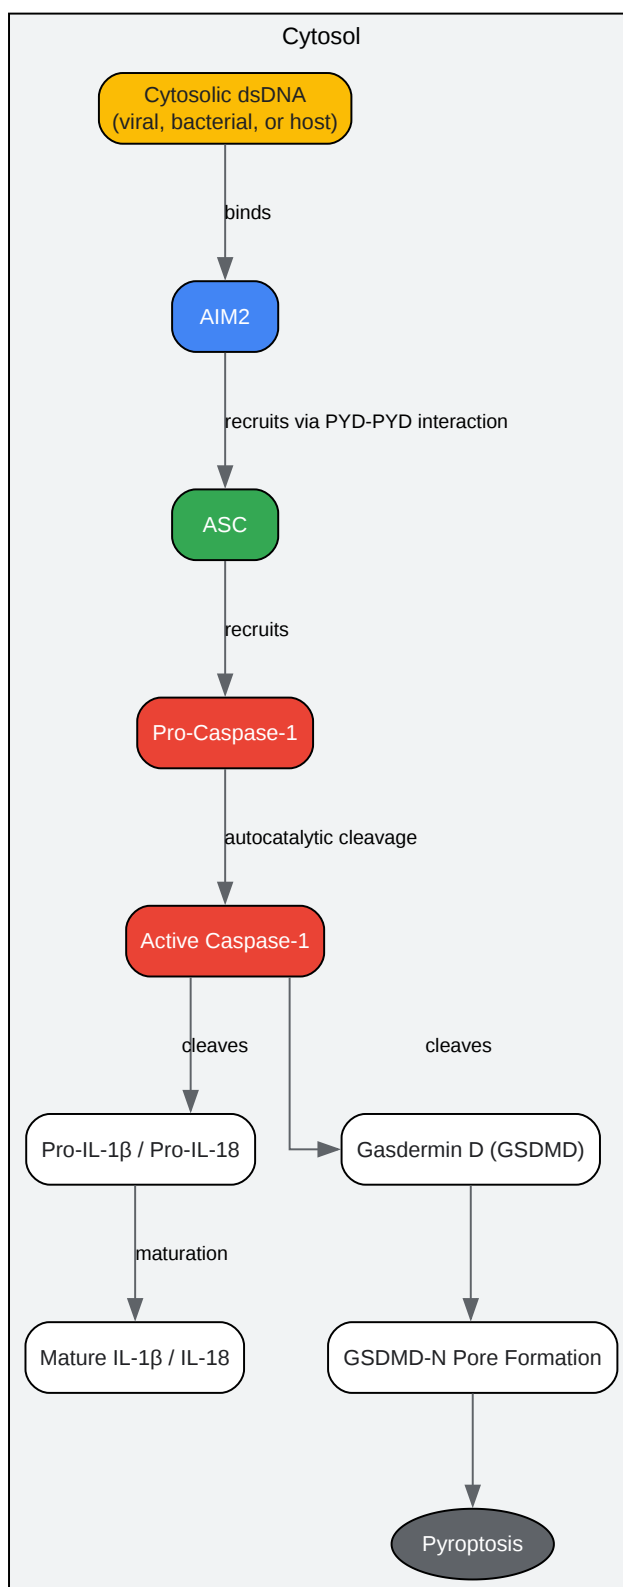 Cytosol
Cytosolic dsDNA
(viral, bacterial, or host)
binds
AIM2
recruits via PYD-PYD interaction
ASC
recruits
Pro-Caspase-1
autocatalytic cleavage
Active Caspase-1
cleaves
cleaves
Pro-IL-1β / Pro-IL-18
Gasdermin D (GSDMD)
maturation
Mature IL-1β / IL-18
GSDMD-N Pore Formation
Pyroptosis